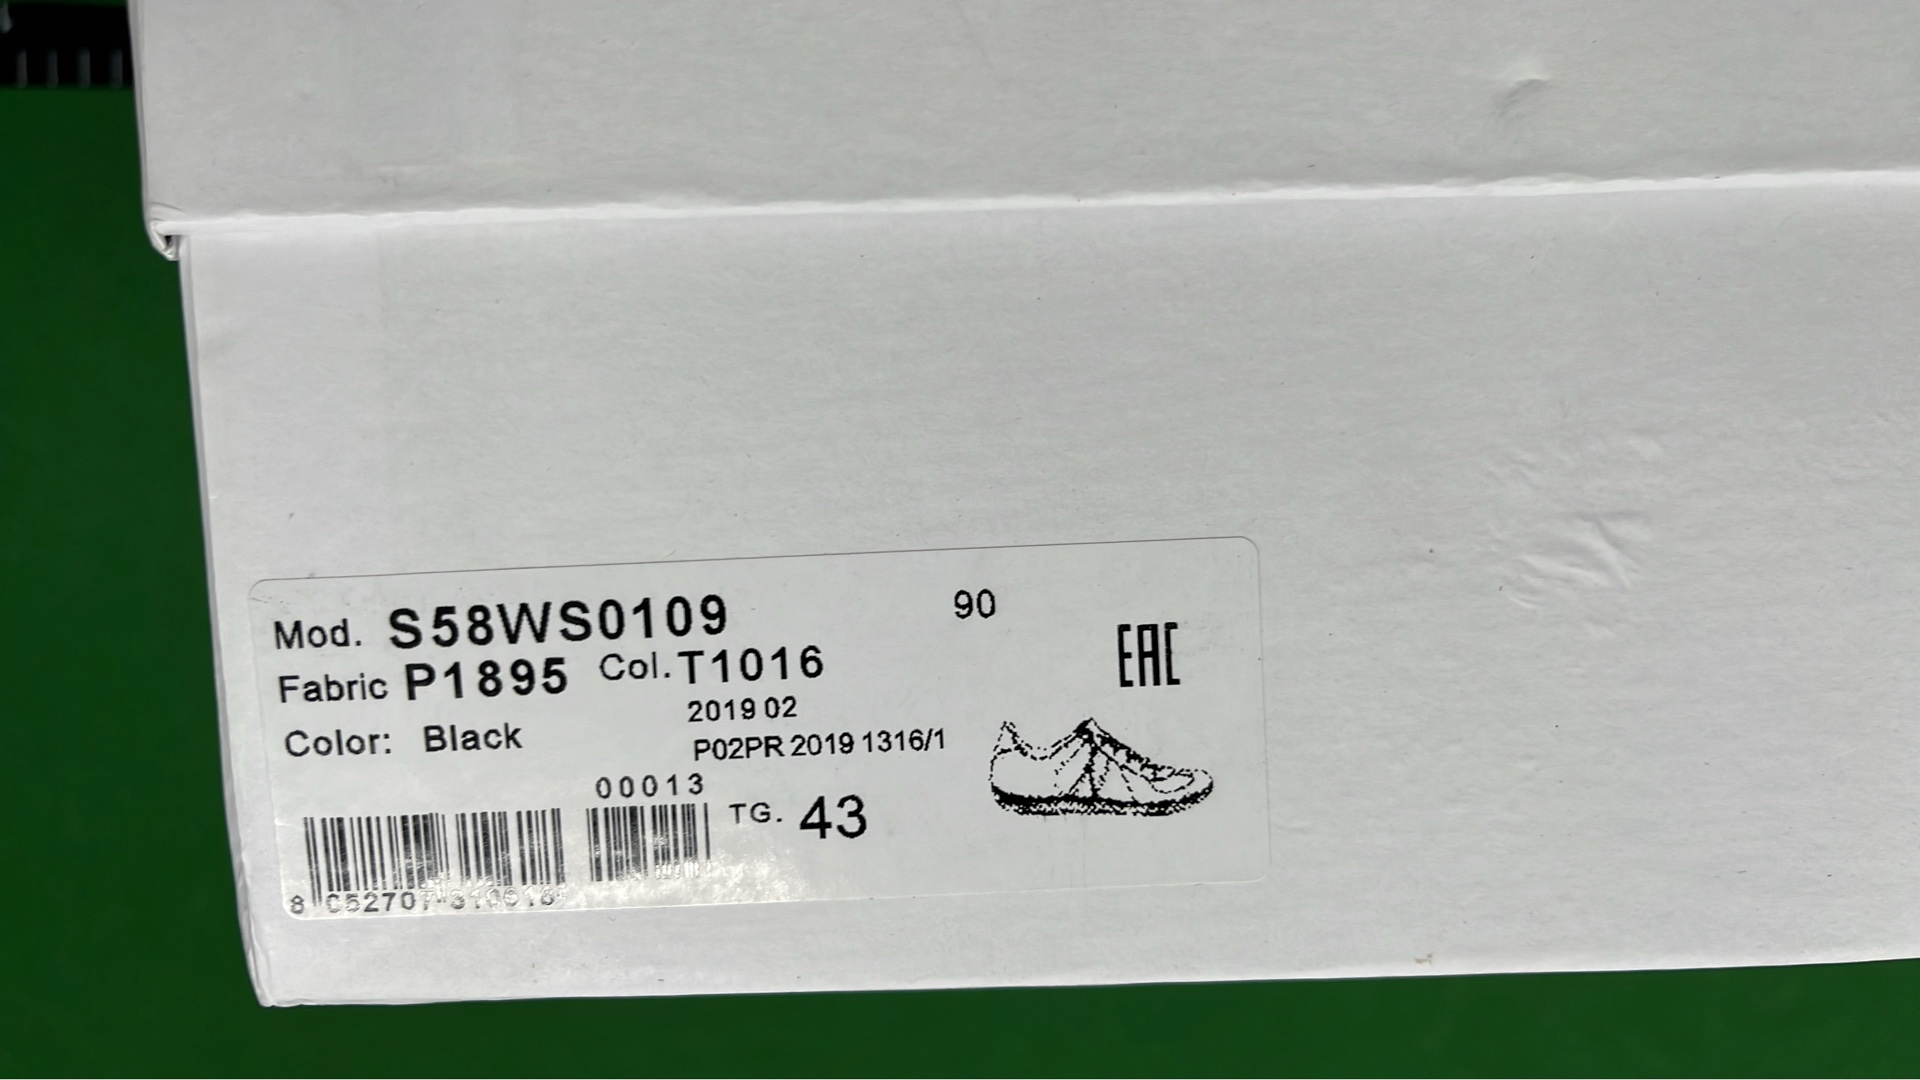 Mod. S58WS0109 90
EAC
Fabric P1895 Col. T1016
2019 02
Color: Black P02PR 2019 1316/1
00013
TG. 43